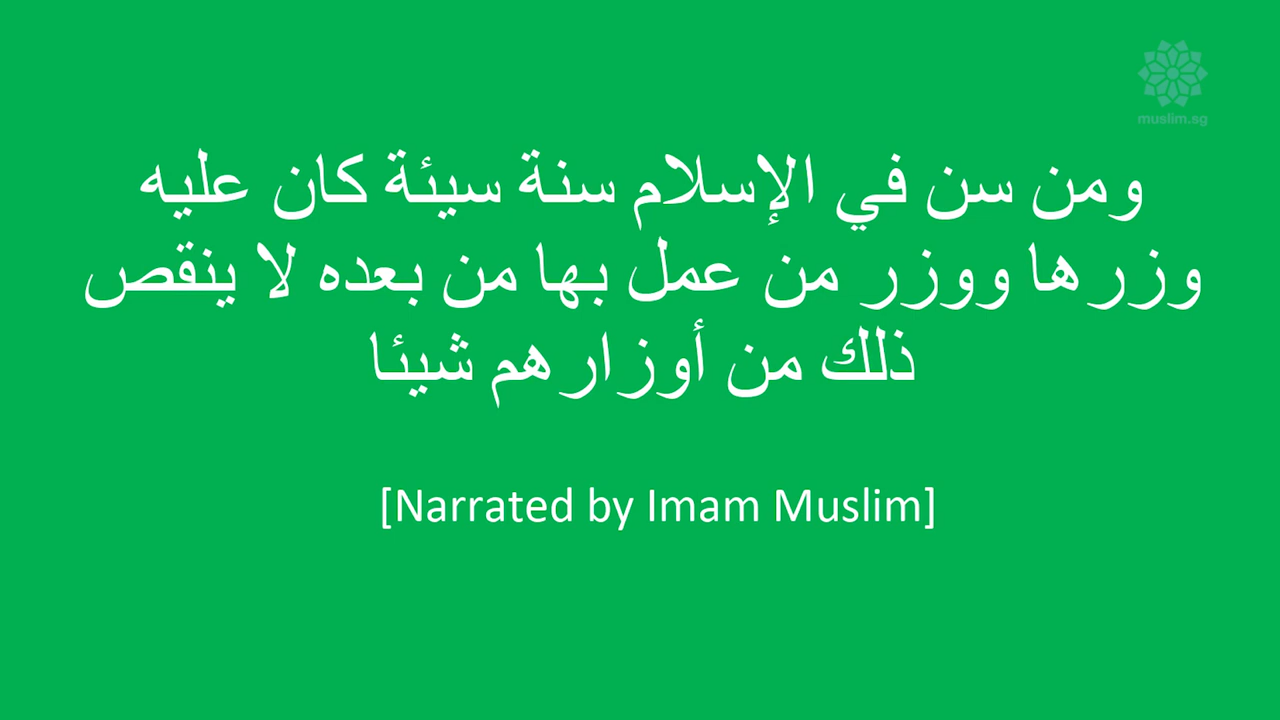 muslim.sg
ومن سن في الإسلام سنة سيئة كان عليه
وزرها ووزر من عمل بها من بعده لا ينقص
ذلك من أوزارهم شيئا
[Narrated by Imam Muslim]